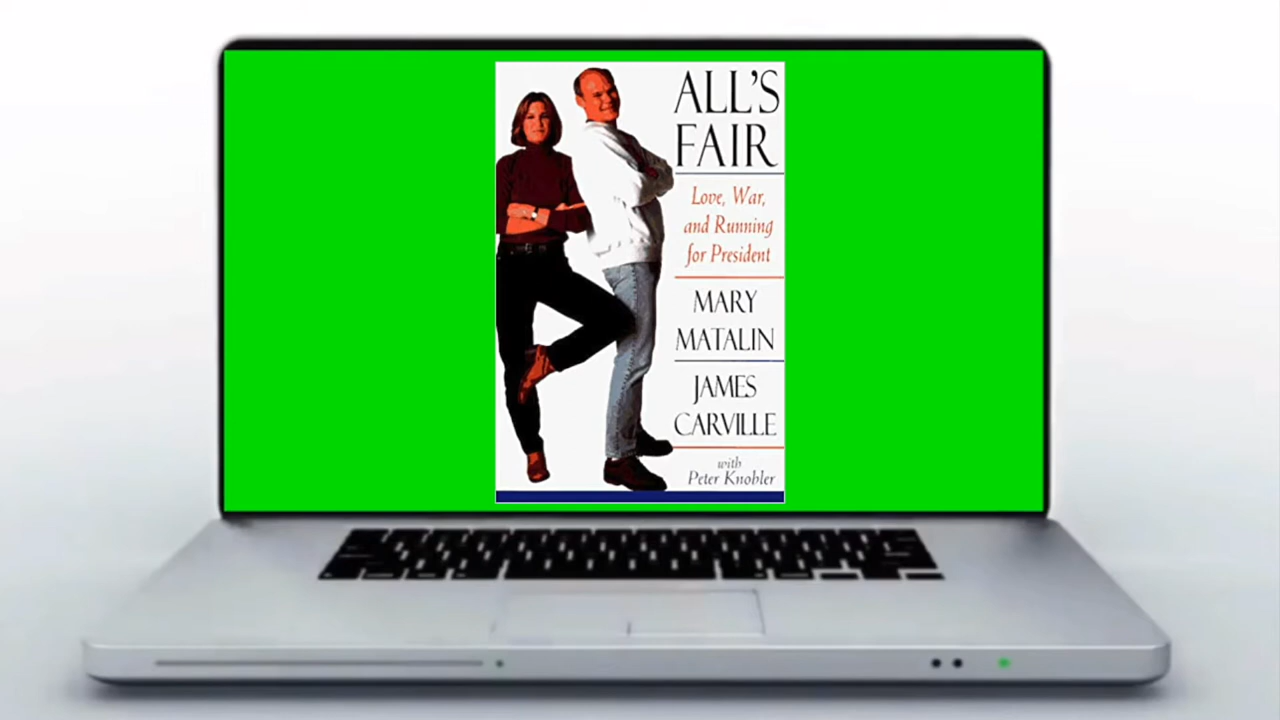 ALL'S
FAIR
Love, War,
and Running
for President
MARY
MATALIN
JAMES
CARVILLE
with
Peter Knobler